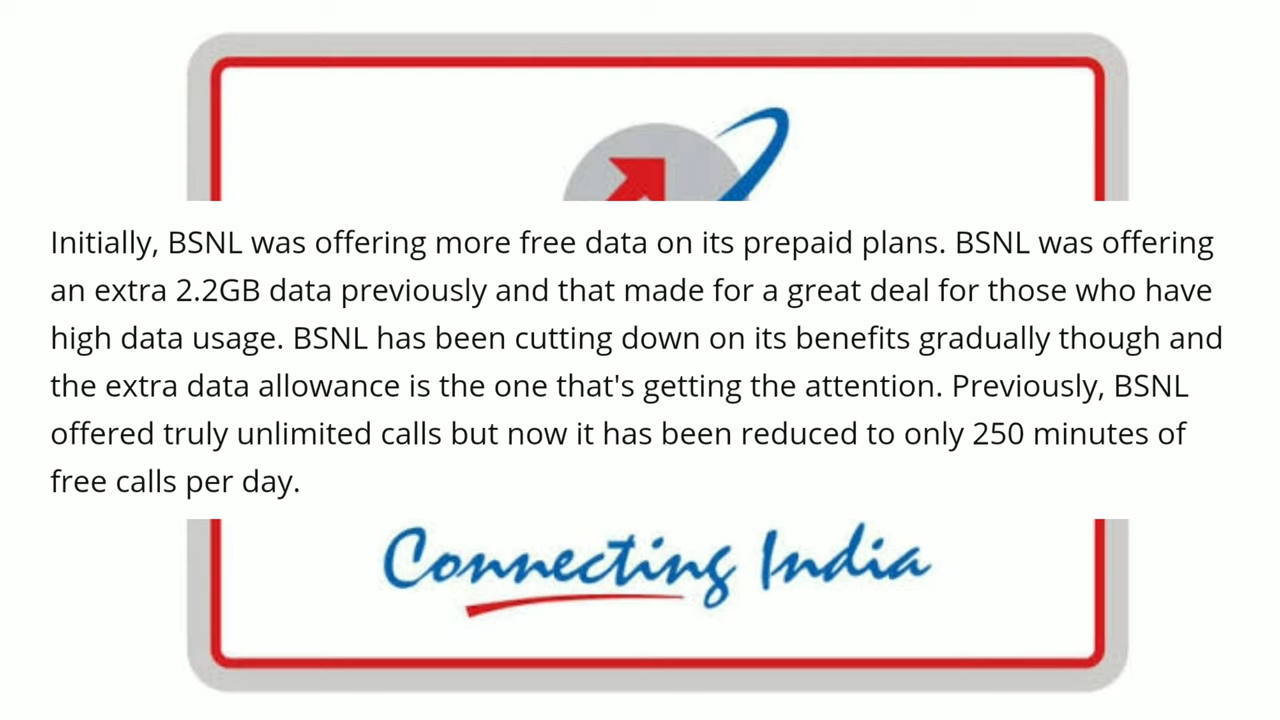 Initially, BSNL was offering more free data on its prepaid plans. BSNL was offering
an extra 2.2GB data previously and that made for a great deal for those who have
high data usage. BSNL has been cutting down on its benefits gradually though and
the extra data allowance is the one that's getting the attention. Previously, BSNL
offered truly unlimited calls but now it has been reduced to only 250 minutes of
free calls per day.
Connecting India